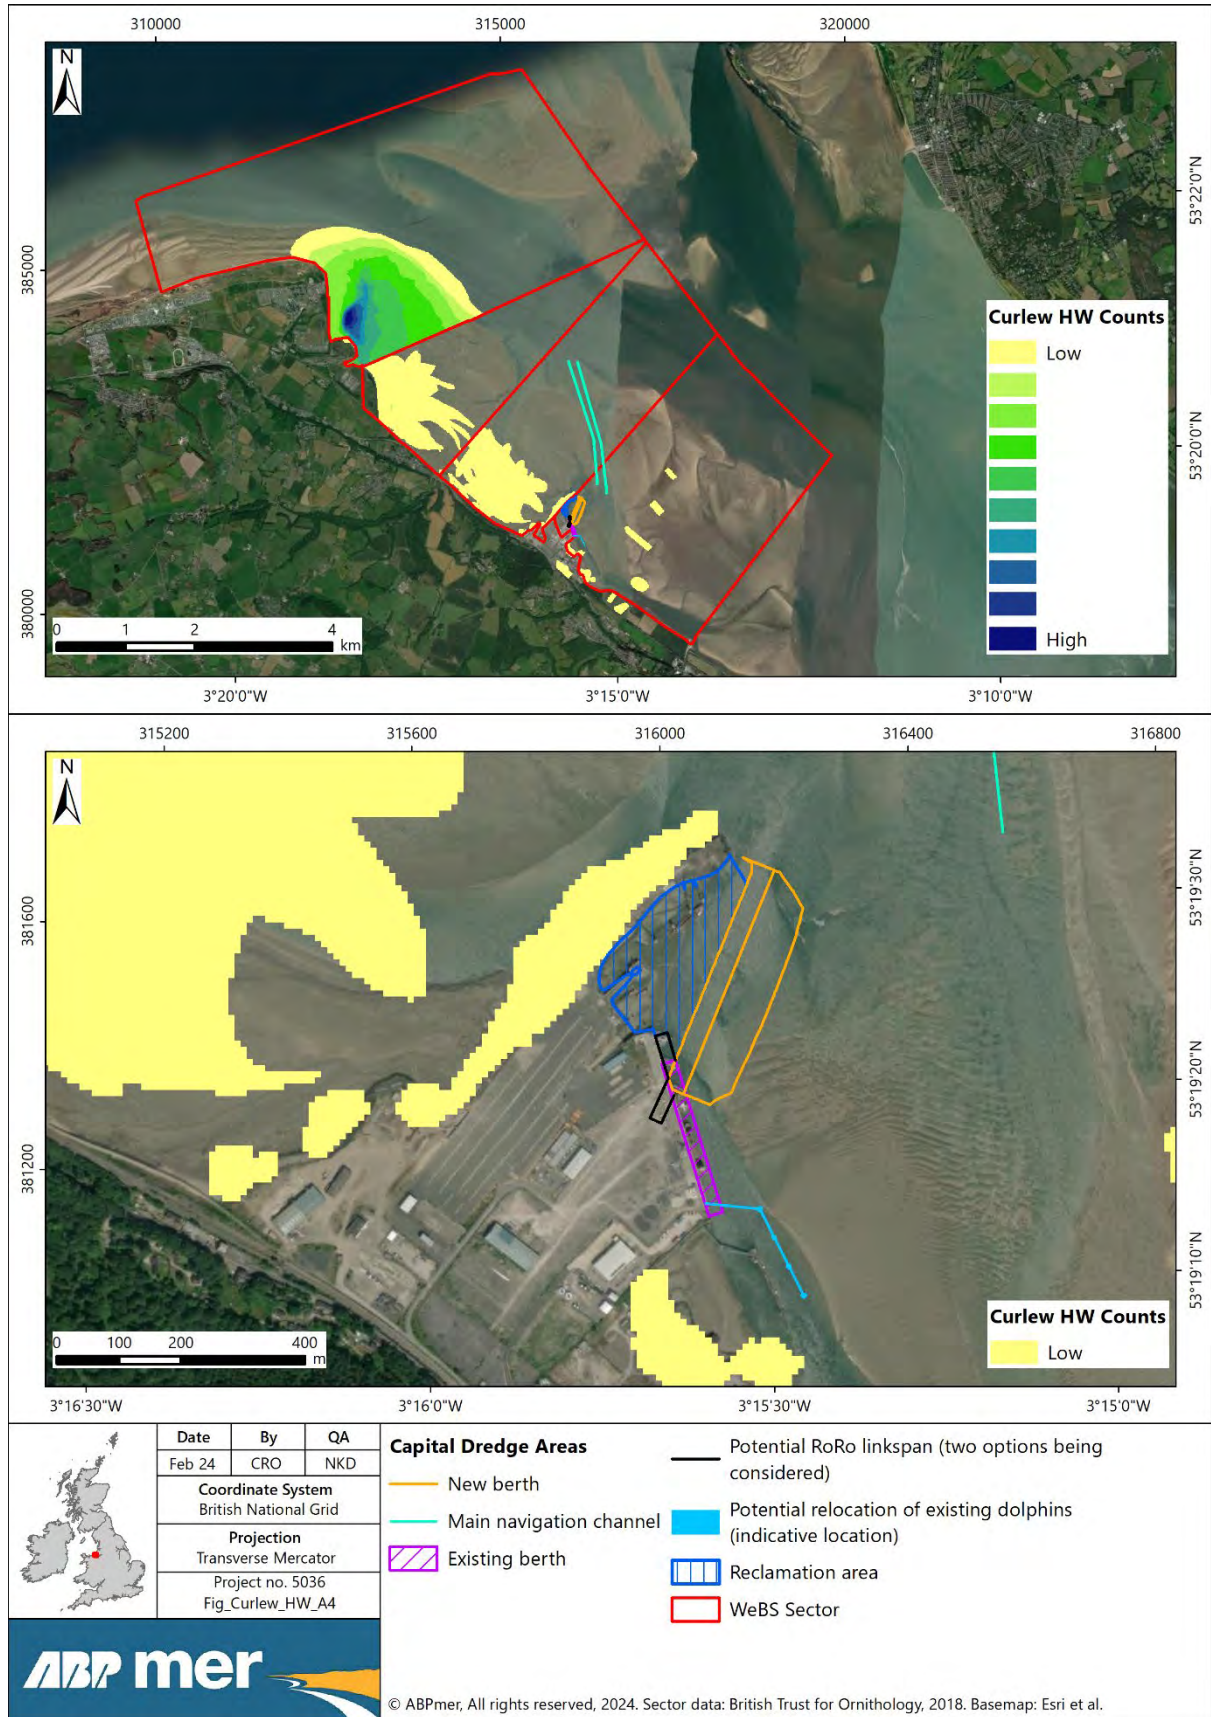 310000 315000 320000
N
385000
380000
53°22'0"N
53°20'0"N
Curlew HW Counts
Low
High
0 1 2 4
km
3°20'0"W 3°15'0"W 3°10'0"W
315200 315600 316000 316400 316800
N
381600
381200
53°19'30"N
53°19'20"N
53°19'10"N
Curlew HW Counts
Low
0 100 200 400
m
3°16'30"W 3°16'0"W 3°15'30"W 3°15'0"W
Date By QA
Feb 24 CRO NKD
Coordinate System
British National Grid
Projection
Transverse Mercator
Project no. 5036
Fig_Curlew_HW_A4
ABP mer
Capital Dredge Areas
New berth
Main navigation channel
Existing berth
Potential RoRo linkspan (two options being
considered)
Potential relocation of existing dolphins
(indicative location)
Reclamation area
WeBS Sector
© ABPmer, All rights reserved, 2024. Sector data: British Trust for Ornithology, 2018. Basemap: Esri et al.